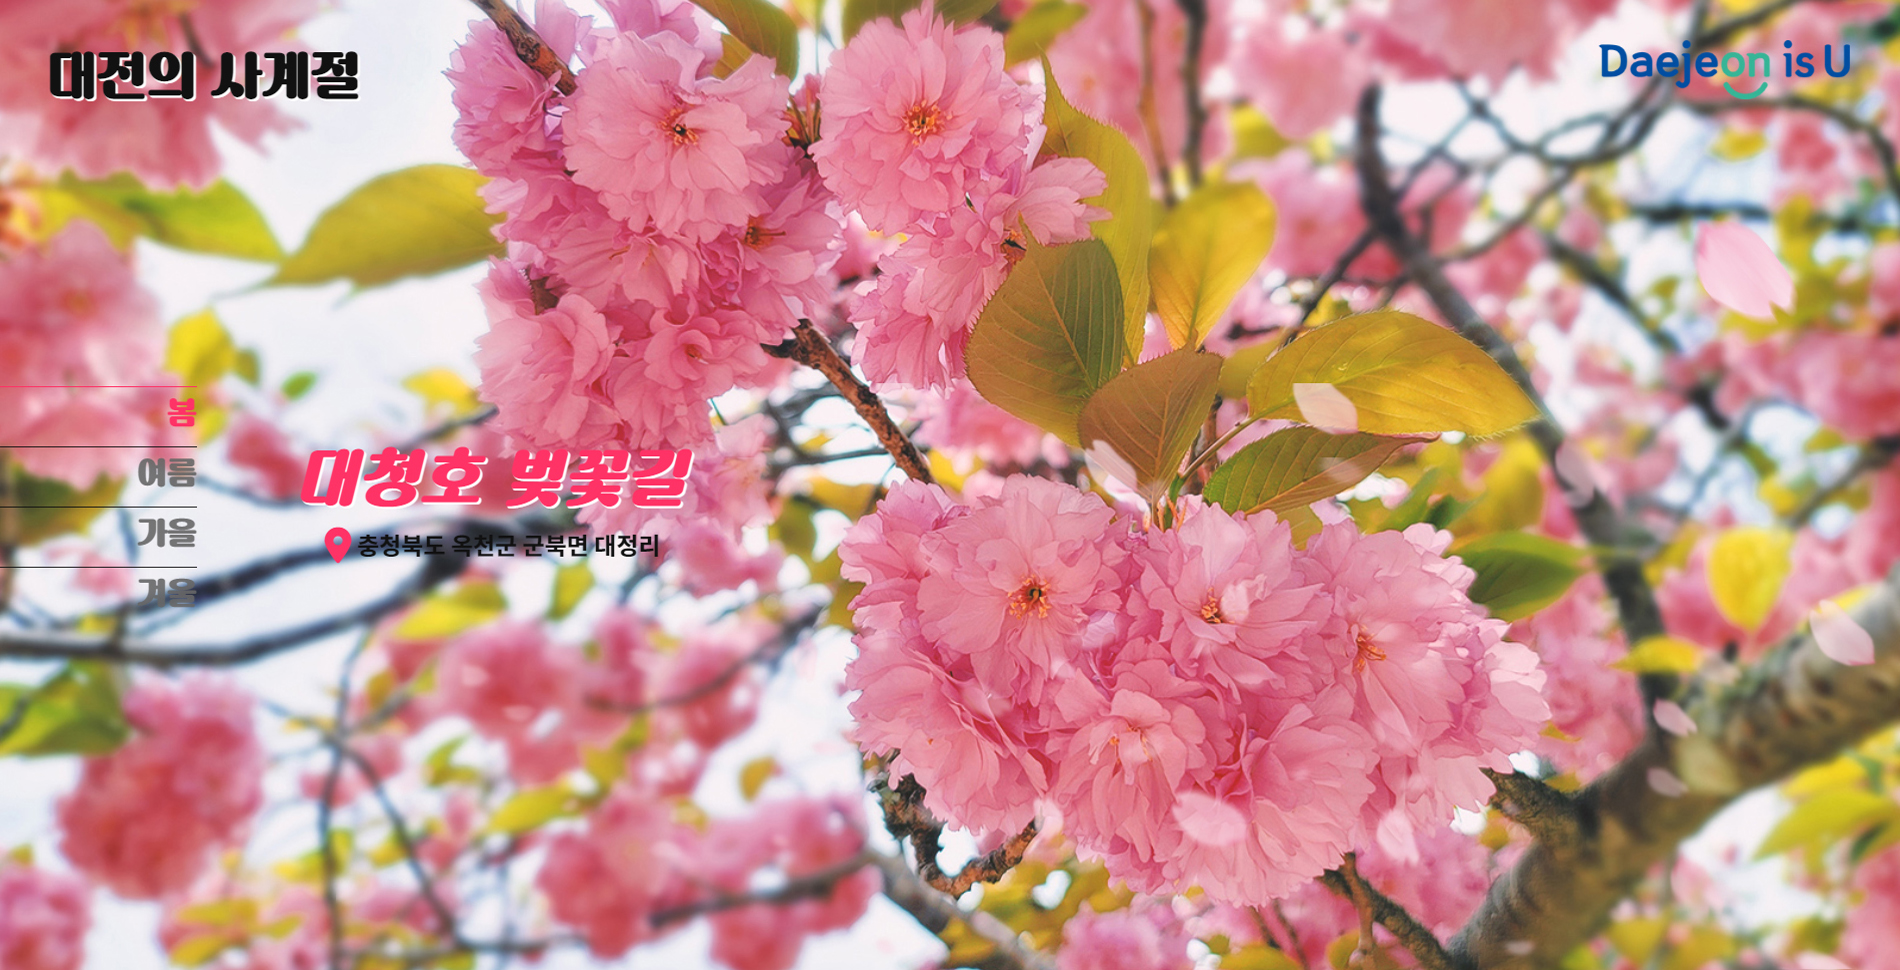 대전의 사계절
Daejeon is U
봄
여름
가을
겨울
대청호 벚꽃길
충청북도 옥천군 군북면 대정리